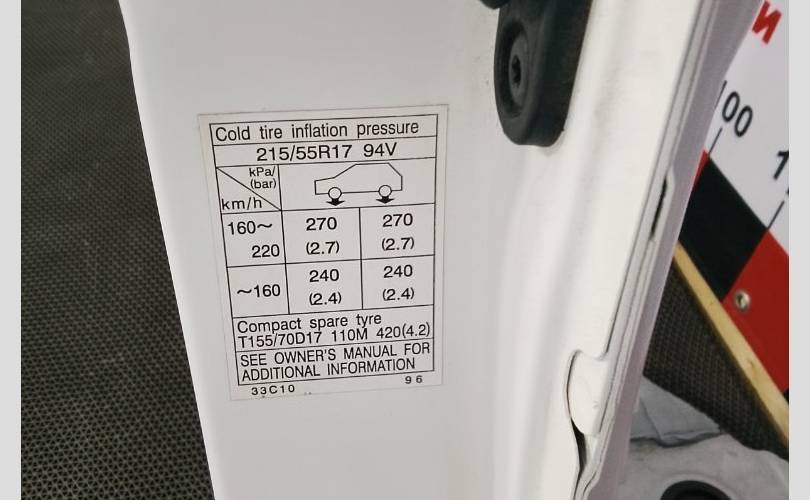 Cold tire inflation pressure
215/55R17 94V
kPa/
(bar)
km/h
160~
220
270
(2.7)
270
(2.7)
~160
240
(2.4)
240
(2.4)
Compact spare tyre
T155/70D17 110M 420(4.2)
SEE OWNER'S MANUAL FOR
ADDITIONAL INFORMATION
33C10
96